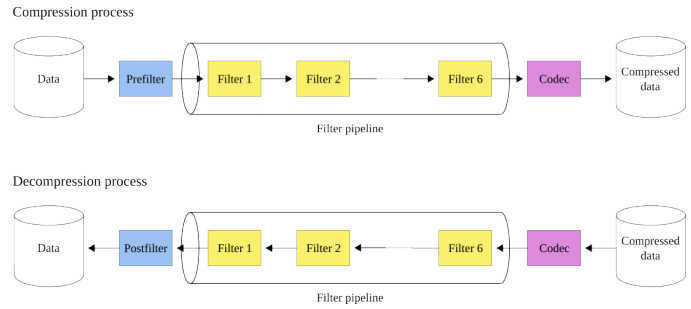 Compression process
Data
Prefilter
Filter 1
Filter 2
Filter 6
Codec
Compressed
data
Filter pipeline
Decompression process
Data
Postfilter
Filter 1
Filter 2
Filter 6
Codec
Compressed
data
Filter pipeline